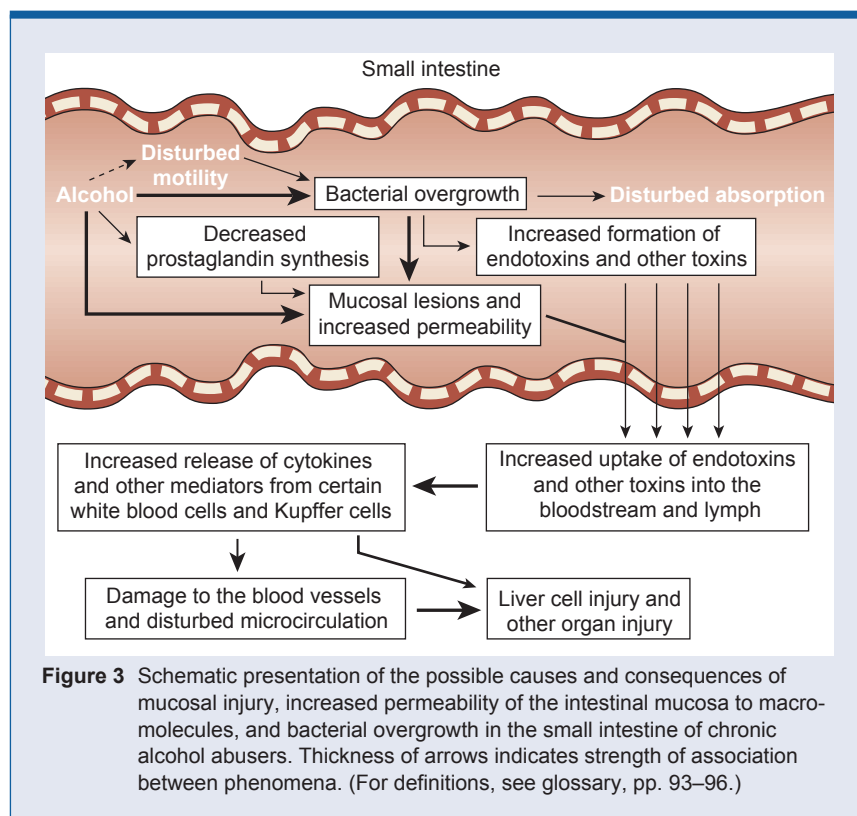 Small intestine
Disturbed
motility
Alcohol
Bacterial overgrowth
Disturbed absorption
Decreased
prostaglandin synthesis
Increased formation of
endotoxins and other toxins
Mucosal lesions and
increased permeability
Increased release of cytokines
and other mediators from certain
white blood cells and Kupffer cells
Increased uptake of endotoxins
and other toxins into the
bloodstream and lymph
Damage to the blood vessels
and disturbed microcirculation
Liver cell injury and
other organ injury
Figure 3 Schematic presentation of the possible causes and consequences of
mucosal injury, increased permeability of the intestinal mucosa to macro-
molecules, and bacterial overgrowth in the small intestine of chronic
alcohol abusers. Thickness of arrows indicates strength of association
between phenomena. (For definitions, see glossary, pp. 93–96.)